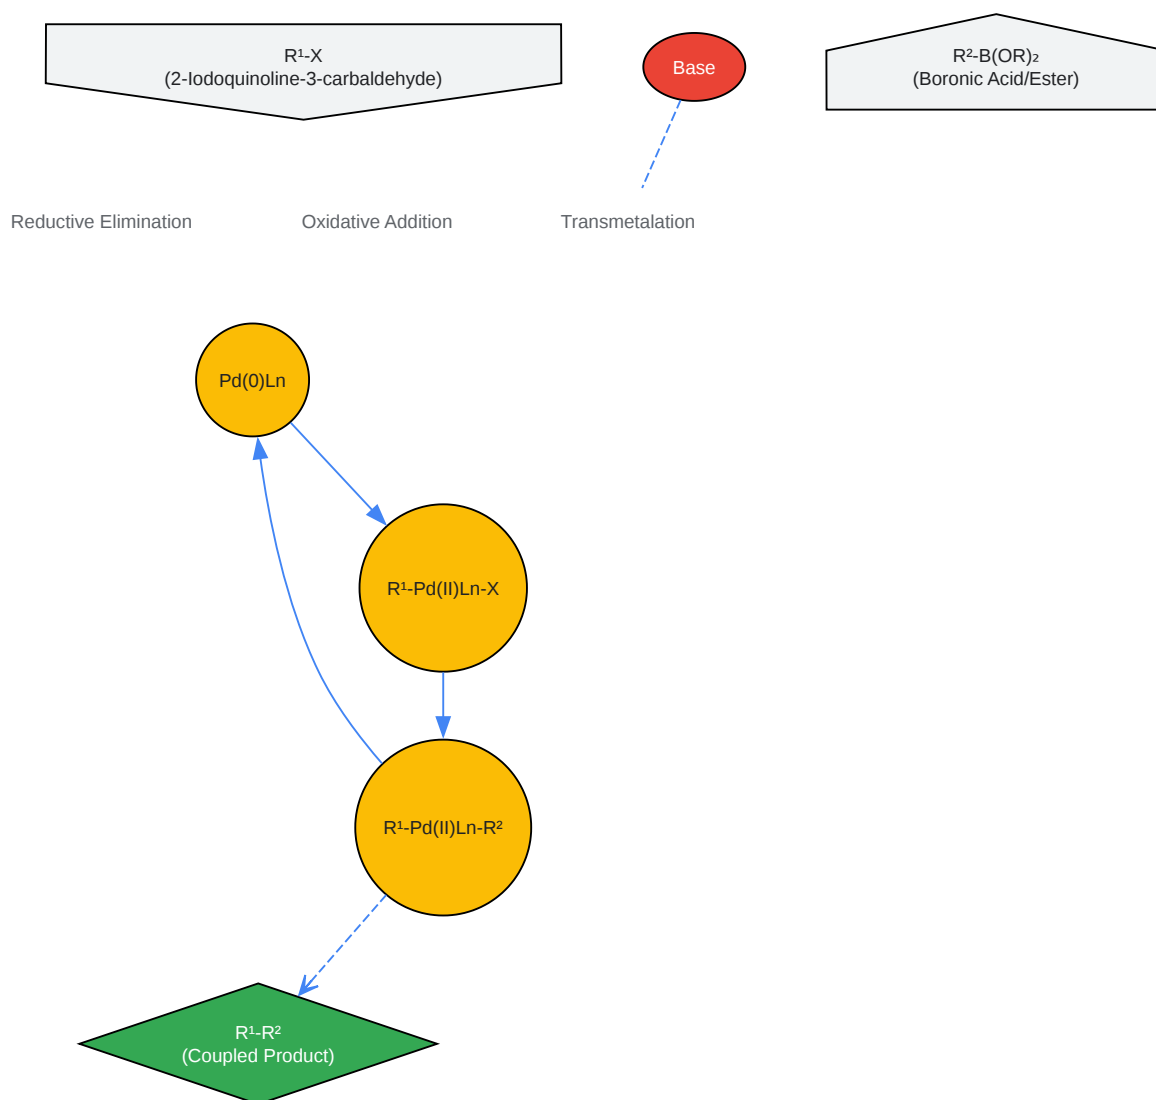 R¹-X
(2-Iodoquinoline-3-carbaldehyde)
Base
R²-B(OR)₂
(Boronic Acid/Ester)
Reductive Elimination
Oxidative Addition
Transmetalation
Pd(0)Ln
R¹-Pd(II)Ln-X
R¹-Pd(II)Ln-R²
R¹-R²
(Coupled Product)